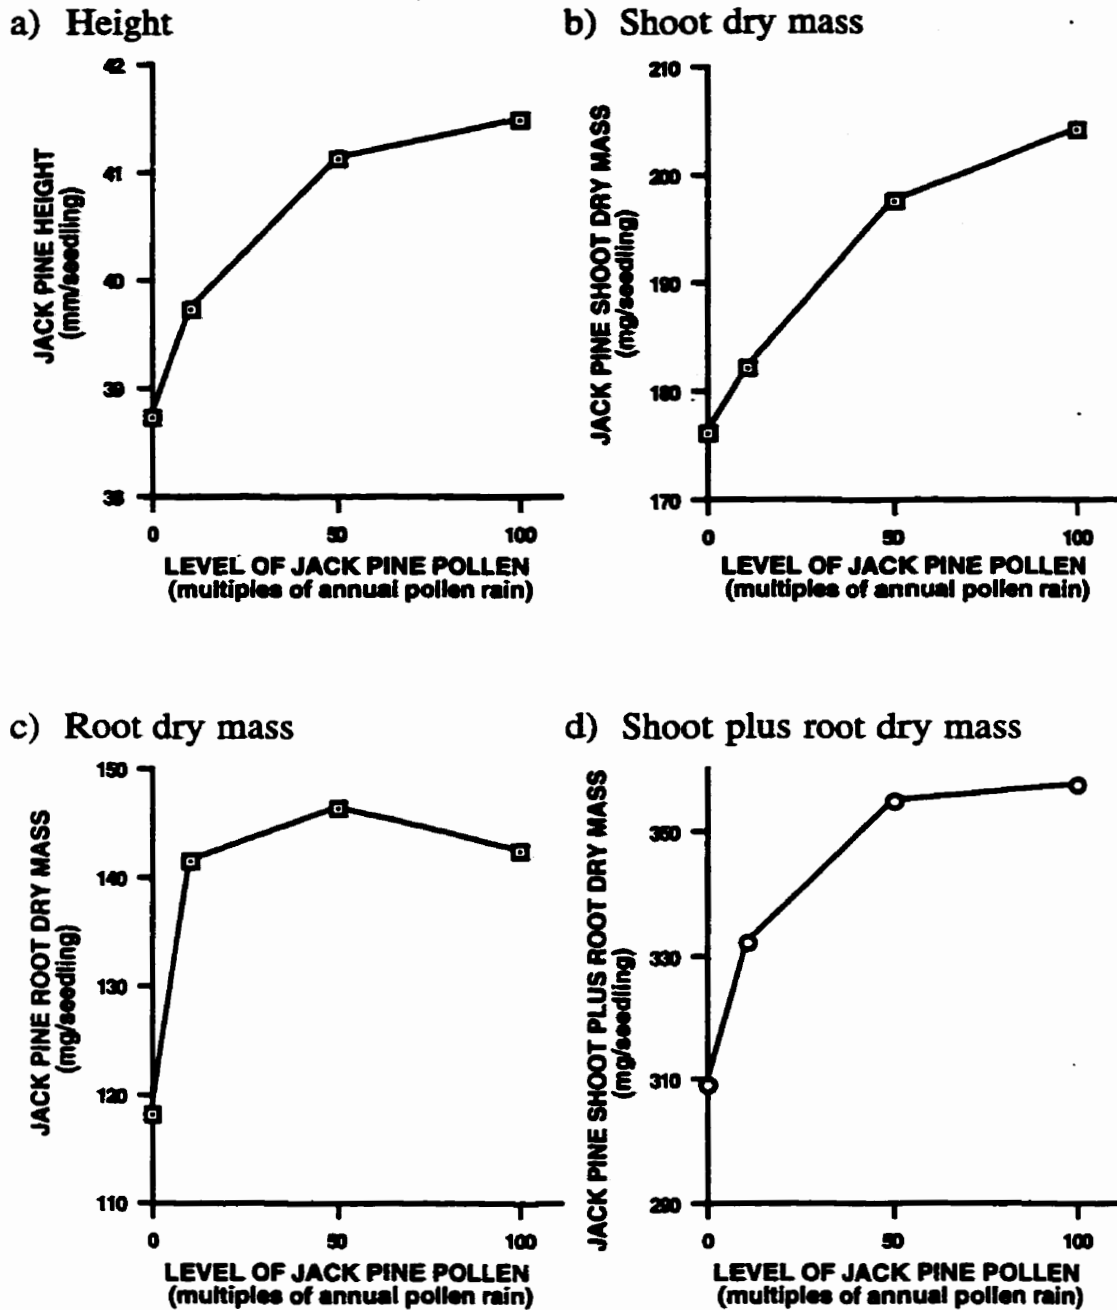 a) Height
42
41
40
39
38
JACK PINE HEIGHT
(mm/seedling)
0 50 100
LEVEL OF JACK PINE POLLEN
(multiples of annual pollen rain)
b) Shoot dry mass
210
200
190
180
170
JACK PINE SHOOT DRY MASS
(mg/seedling)
0 50 100
LEVEL OF JACK PINE POLLEN
(multiples of annual pollen rain)
c) Root dry mass
150
140
130
120
110
JACK PINE ROOT DRY MASS
(mg/seedling)
0 50 100
LEVEL OF JACK PINE POLLEN
(multiples of annual pollen rain)
d) Shoot plus root dry mass
350
330
310
290
JACK PINE SHOOT PLUS ROOT DRY MASS
(mg/seedling)
0 50 100
LEVEL OF JACK PINE POLLEN
(multiples of annual pollen rain)